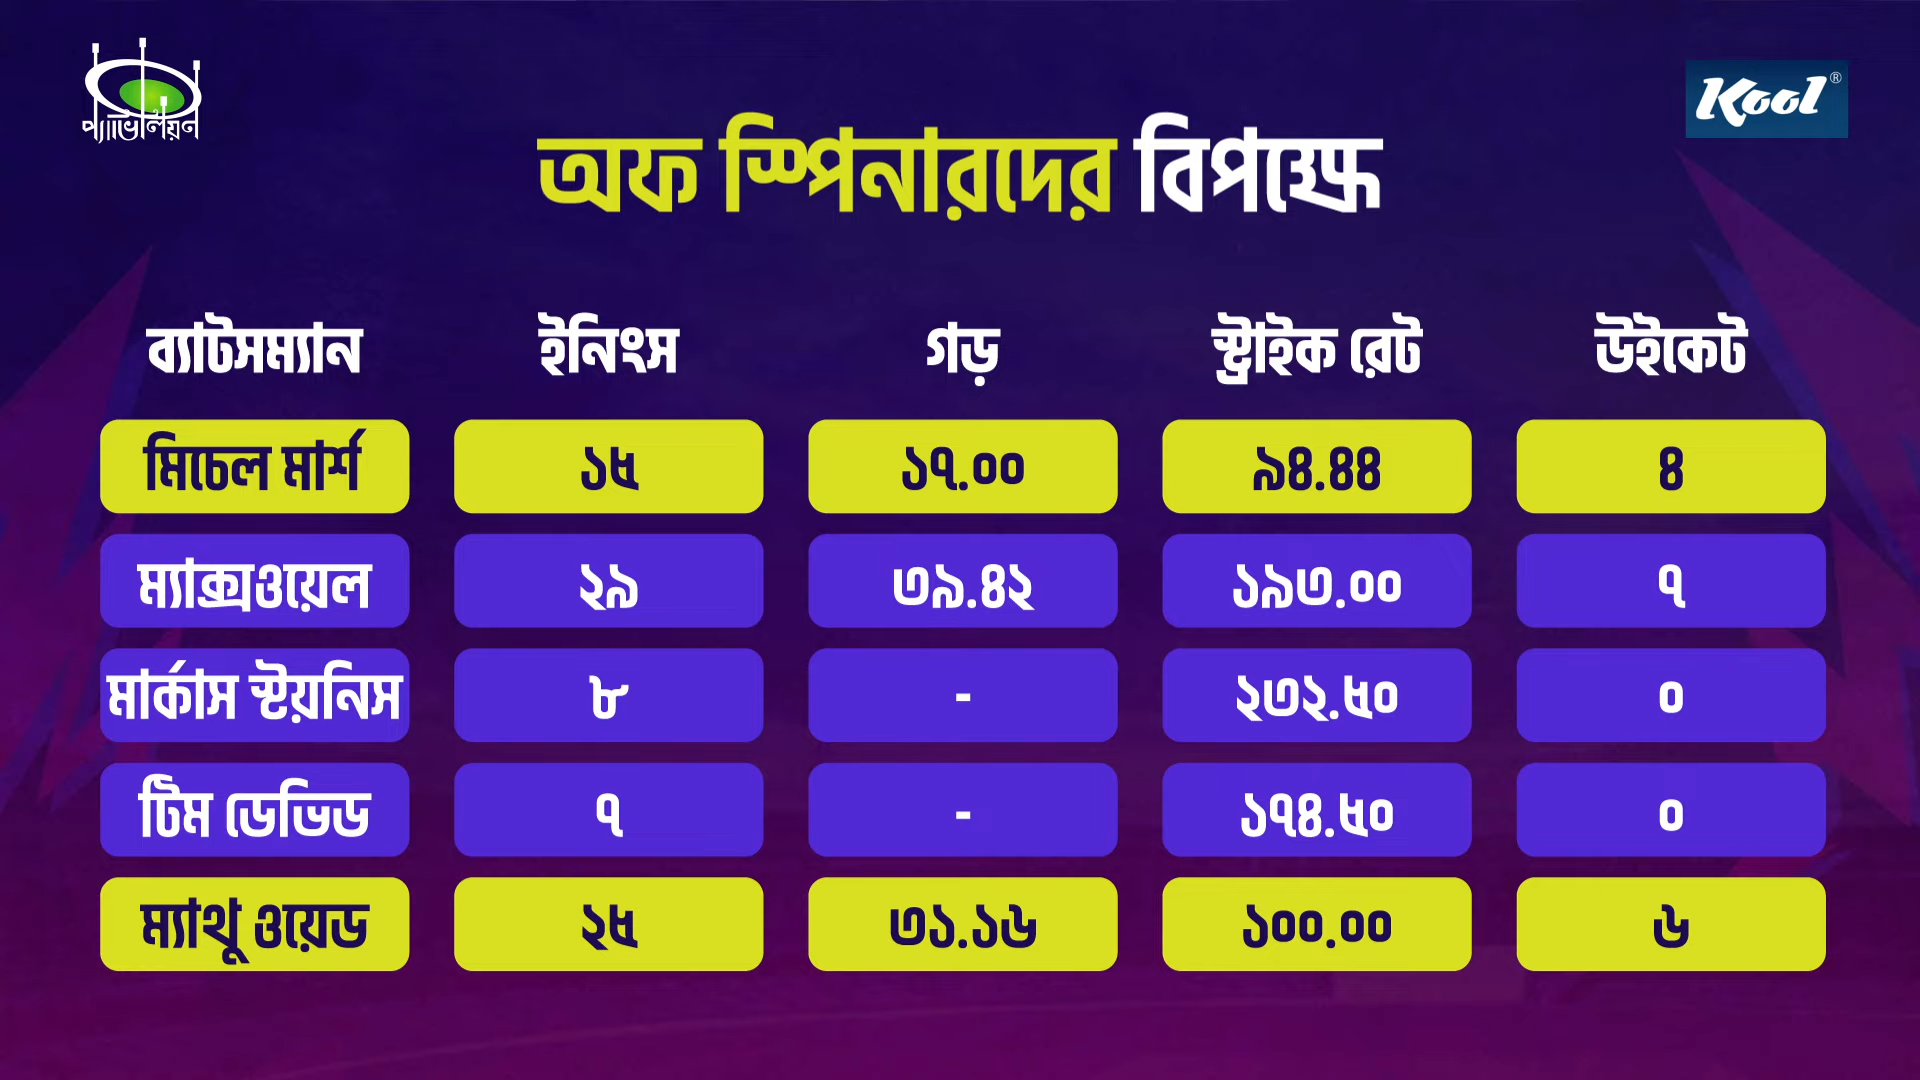 প্যাভিলিয়ন
Kool®
অফ স্পিনারদের বিপক্ষে
ব্যাটসম্যান ইনিংস গড় স্ট্রাইক রেট উইকেট
মিচেল মার্শ ১৫ ১৭.০০ ৯৪.৪৪ ৪
ম্যাক্সওয়েল ২৯ ৩৯.৪২ ১৯৩.০০ ৭
মার্কাস স্টয়নিস ৮ - ২৩২.৫০ ০
টিম ডেভিড ৭ - ১৭৪.৫০ ০
ম্যাথু ওয়েড ২৫ ৩১.১৬ ১০০.০০ ৬